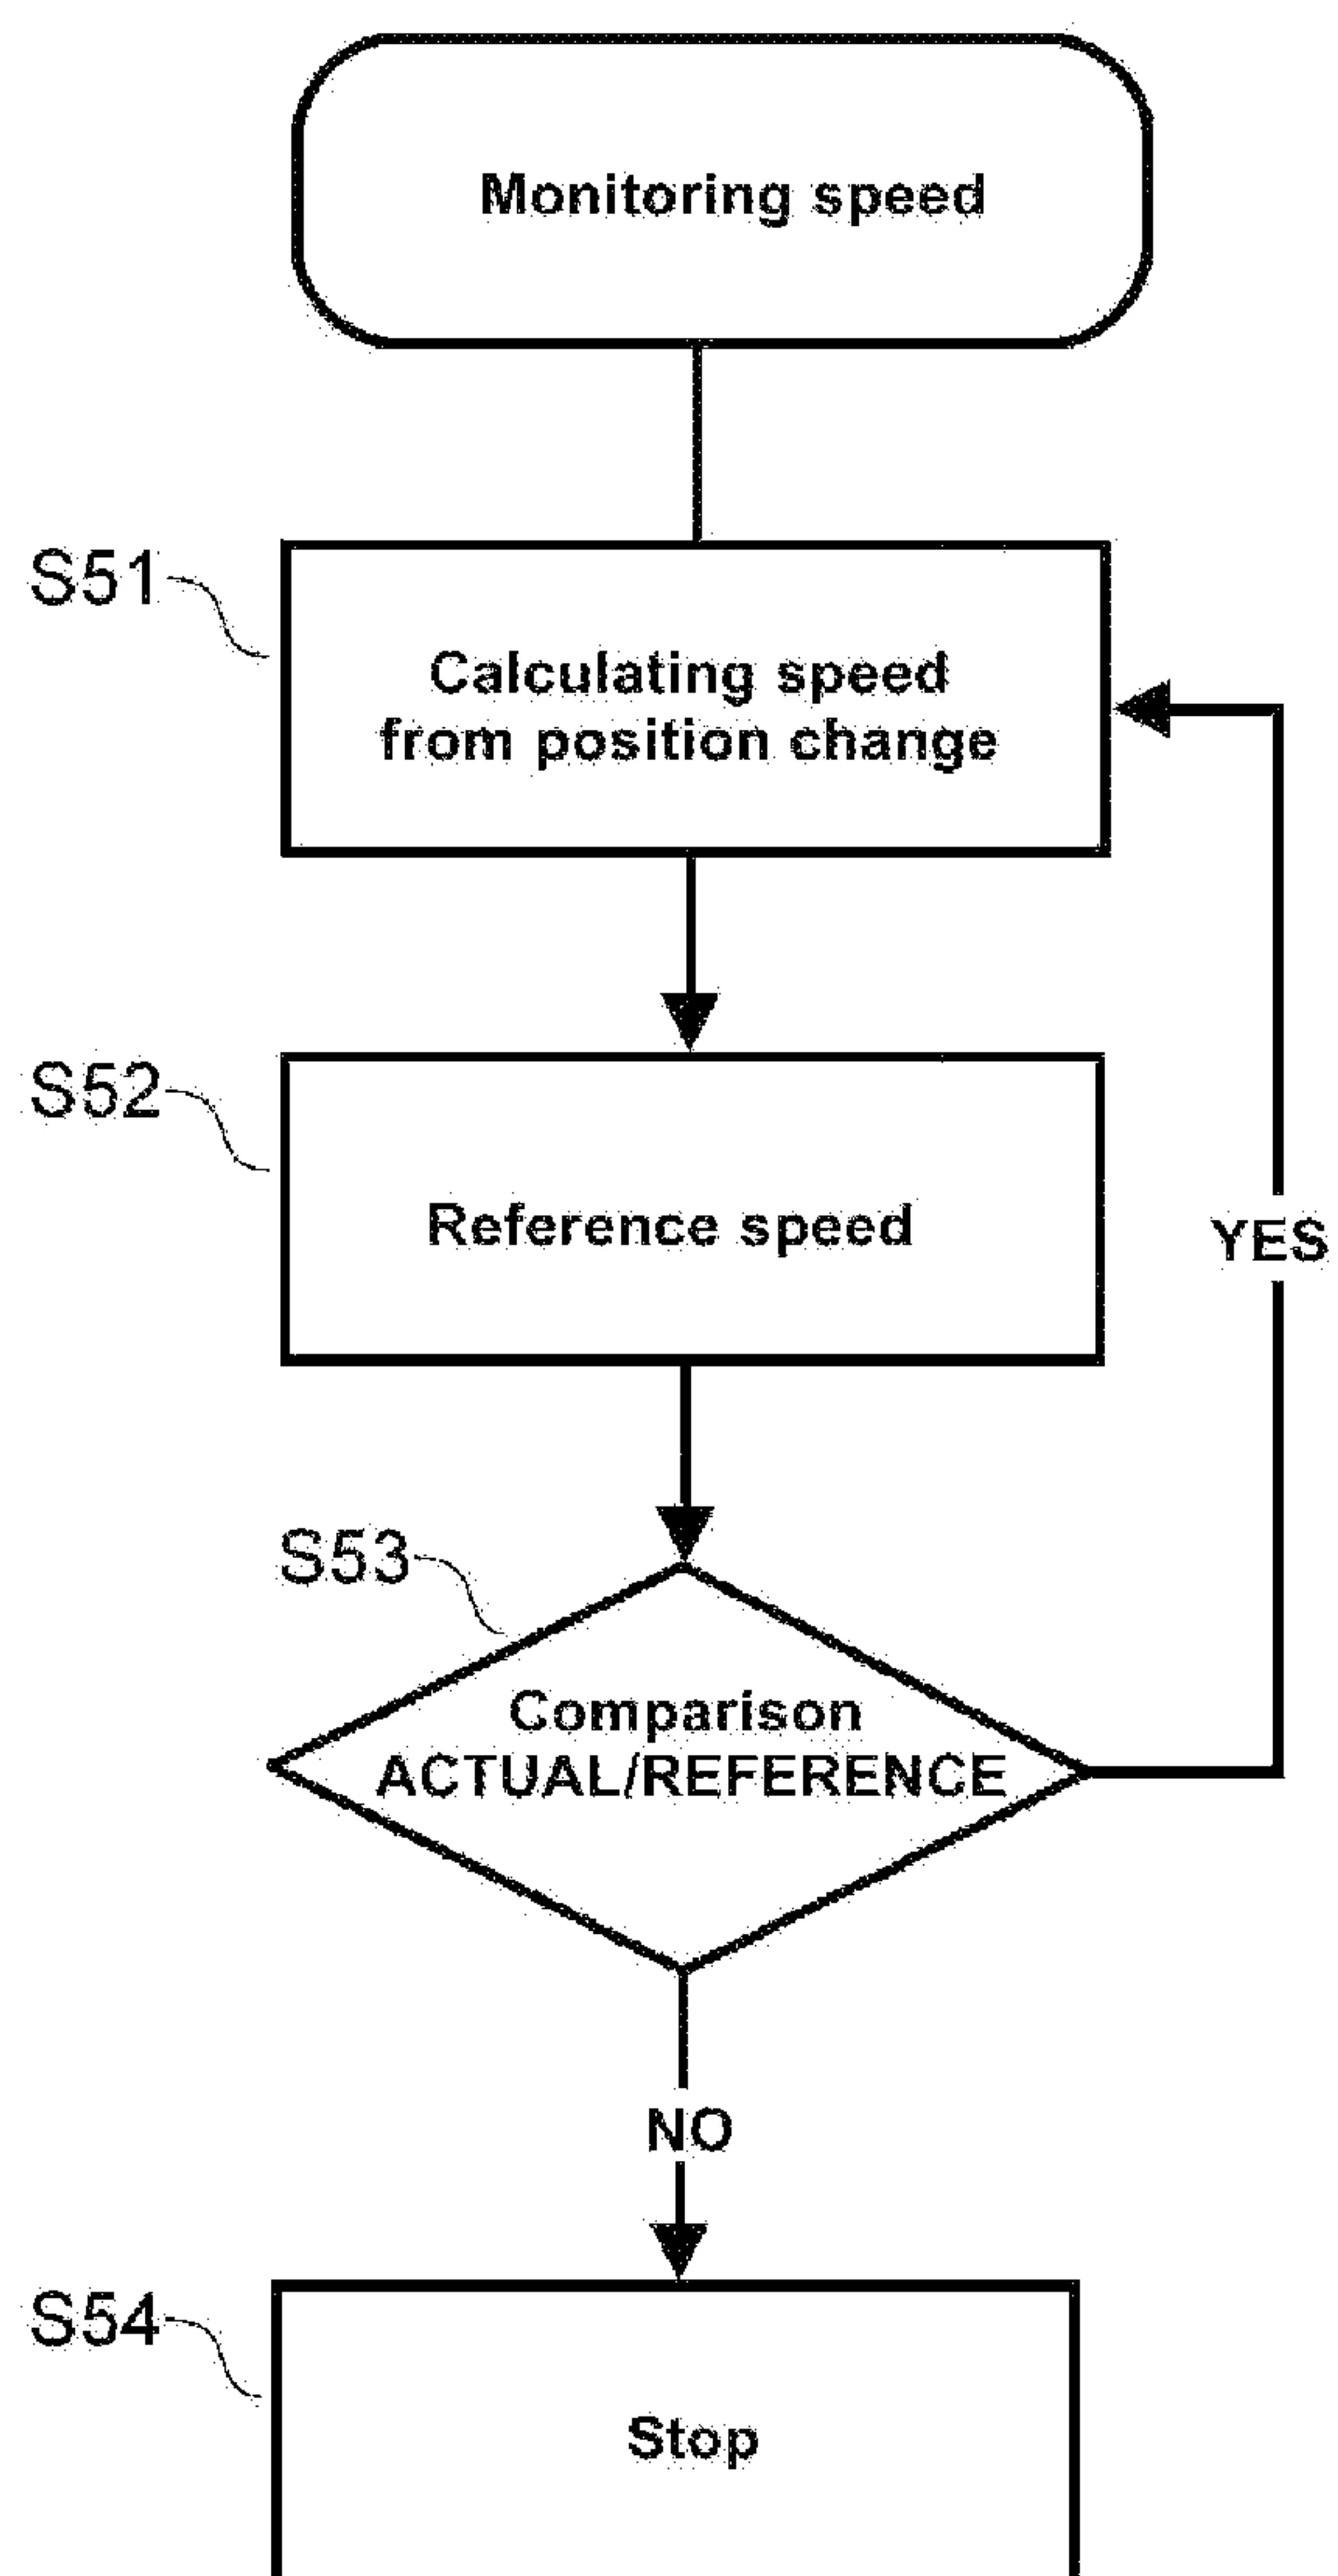 Monitoring speed
S51
Calculating speed
from position change
S52
Reference speed
YES
S53
Comparison
ACTUAL/REFERENCE
NO
S54
Stop